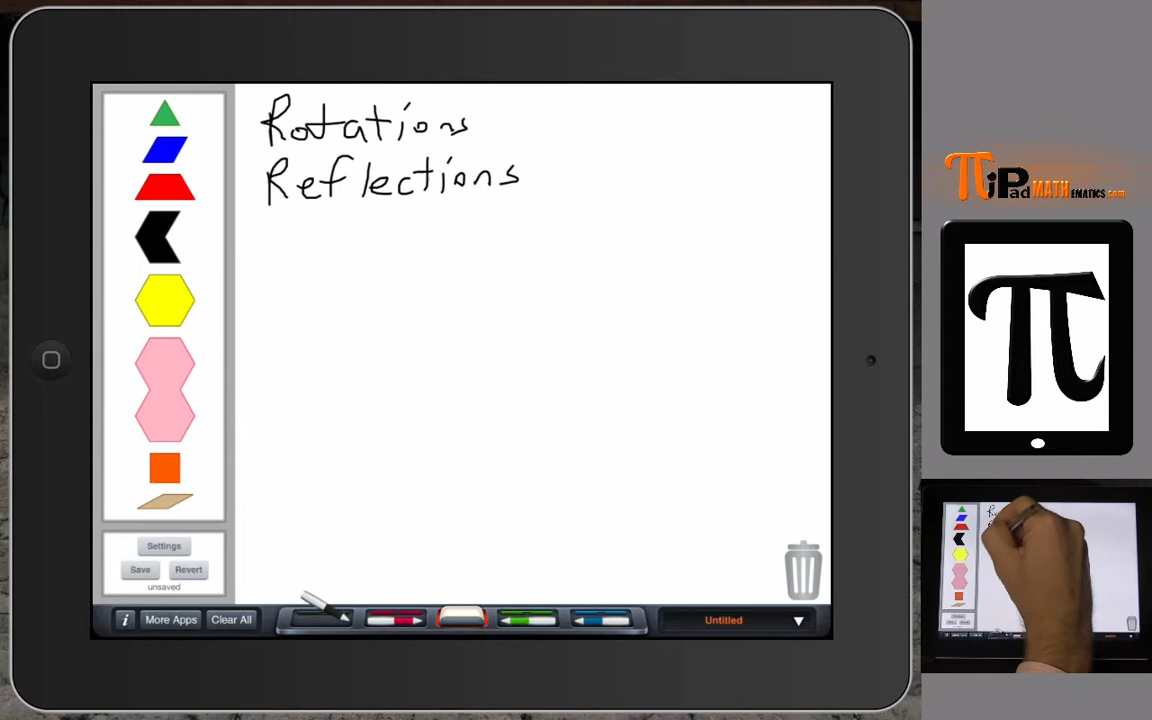 Rotations
Reflections
Settings
Save
Revert
unsaved
i
More Apps
Clear All
Untitled
π iPad MATHEMATICS.com
π